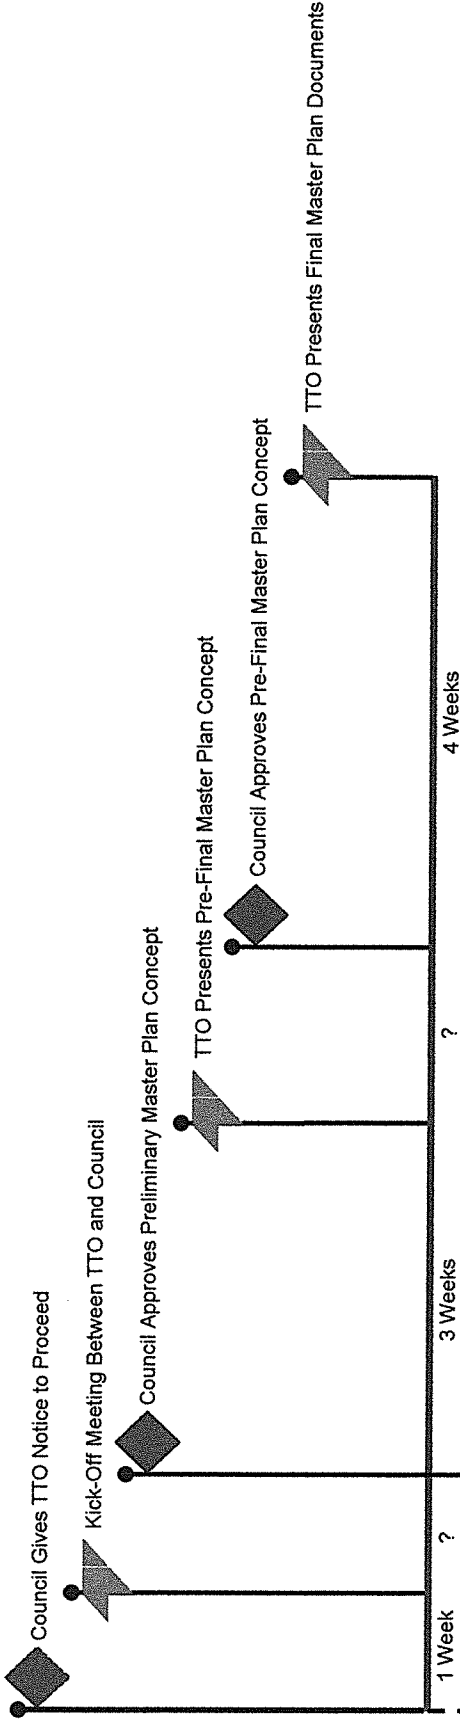 Council Gives TTO Notice to Proceed
Kick-Off Meeting Between TTO and Council
Council Approves Preliminary Master Plan Concept
TTO Presents Pre-Final Master Plan Concept
Council Approves Pre-Final Master Plan Concept
TTO Presents Final Master Plan Documents
1 Week
?
3 Weeks
?
4 Weeks